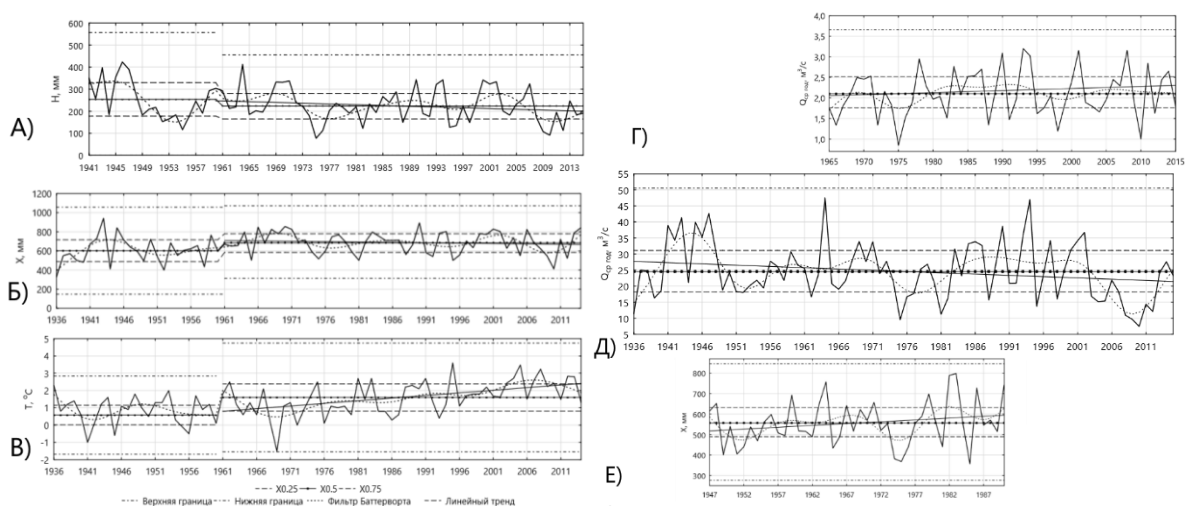 А)
Н, мм
600
500
400
300
200
100
0
1941 1945 1949 1953 1957 1961 1965 1969 1973 1977 1981 1985 1989 1993 1997 2001 2005 2009 2013
Б)
X, мм
1200
1000
800
600
400
200
0
1936 1941 1946 1951 1956 1961 1966 1971 1976 1981 1986 1991 1996 2001 2006 2011
В)
T, °C
5
4
3
2
1
0
-1
-2
1936 1941 1946 1951 1956 1961 1966 1971 1976 1981 1986 1991 1996 2001 2006 2011
X0.25 X0.5 X0.75
Верхняя граница Нижняя граница Фильтр Баттерворта Линейный тренд
Г)
Qср год, м³/с
4,0
3,5
3,0
2,5
2,0
1,5
1,0
1965 1970 1975 1980 1985 1990 1995 2000 2005 2010 2015
Д)
Qср год, м³/с
55
50
45
40
35
30
25
20
15
10
5
1936 1941 1946 1951 1956 1961 1966 1971 1976 1981 1986 1991 1996 2001 2006 2011
Е)
X, мм
800
700
600
500
400
300
1947 1952 1957 1962 1967 1972 1977 1982 1987